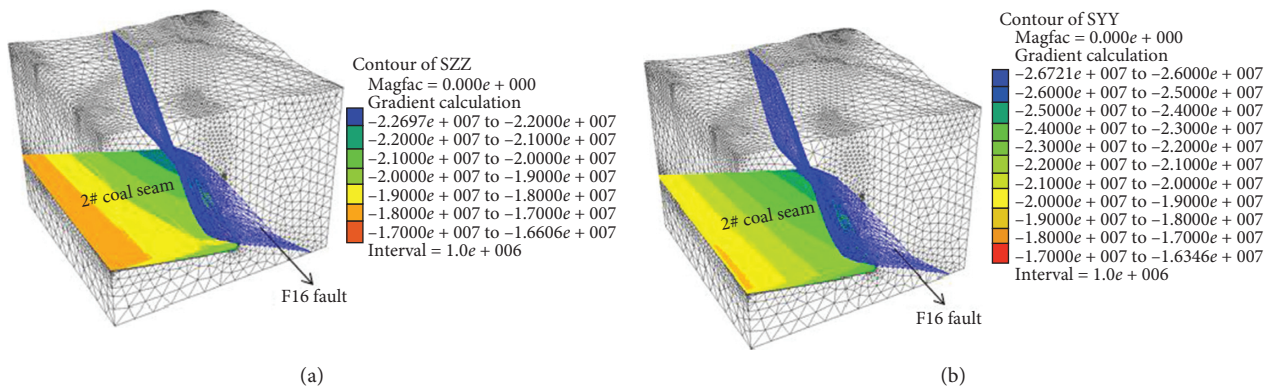 Contour of SZZ
Magfac = 0.000e + 000
Gradient calculation
−2.2697e + 007 to −2.2000e + 007
−2.2000e + 007 to −2.1000e + 007
−2.1000e + 007 to −2.0000e + 007
−2.0000e + 007 to −1.9000e + 007
−1.9000e + 007 to −1.8000e + 007
−1.8000e + 007 to −1.7000e + 007
−1.7000e + 007 to −1.6606e + 007
Interval = 1.0e + 006
2# coal seam
F16 fault
(a)
Contour of SYY
Magfac = 0.000e + 000
Gradient calculation
−2.6721e + 007 to −2.6000e + 007
−2.6000e + 007 to −2.5000e + 007
−2.5000e + 007 to −2.4000e + 007
−2.4000e + 007 to −2.3000e + 007
−2.3000e + 007 to −2.2000e + 007
−2.2000e + 007 to −2.1000e + 007
−2.1000e + 007 to −2.0000e + 007
−2.0000e + 007 to −1.9000e + 007
−1.9000e + 007 to −1.8000e + 007
−1.8000e + 007 to −1.7000e + 007
−1.7000e + 007 to −1.6346e + 007
Interval = 1.0e + 006
2# coal seam
F16 fault
(b)